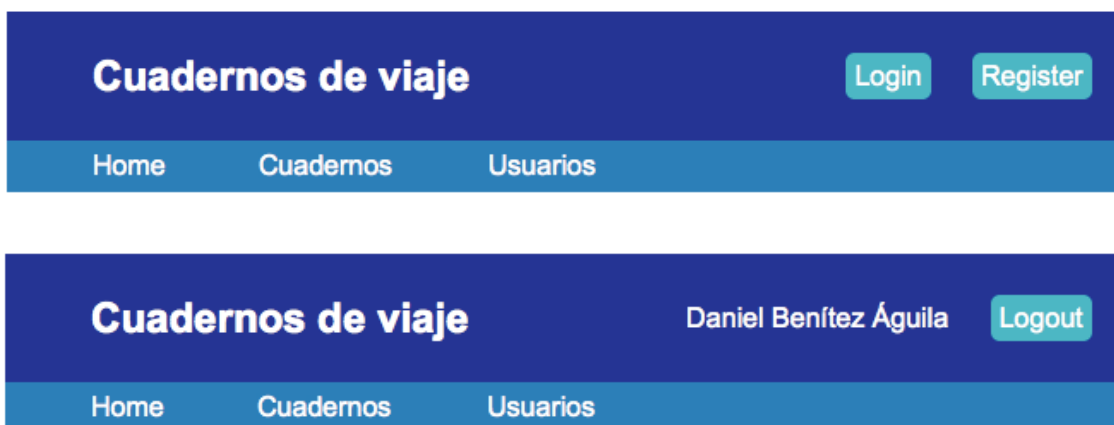 Cuadernos de viaje Login Register
Home Cuadernos Usuarios
Cuadernos de viaje Daniel Benítez Águila Logout
Home Cuadernos Usuarios